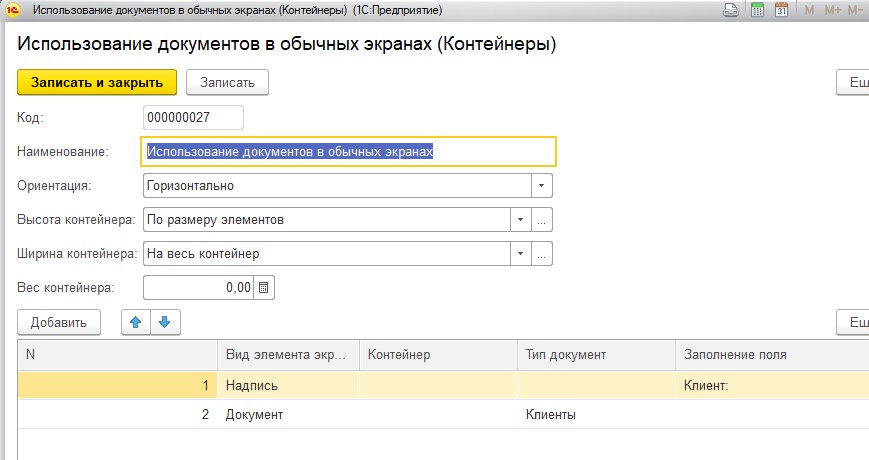 Использование документов в обычных экранах (Контейнеры) (1С:Предприятие)
M M+ M-
Использование документов в обычных экранах (Контейнеры)
Записать и закрыть Записать Ещ
Код: 000000027
Наименование: Использование документов в обычных экранах
Ориентация: Горизонтально
Высота контейнера: По размеру элементов ...
Ширина контейнера: На весь контейнер ...
Вес контейнера: 0,00
Добавить Ещ
N Вид элемента экр... Контейнер Тип документ Заполнение поля
1 Надпись Клиент:
2 Документ Клиенты